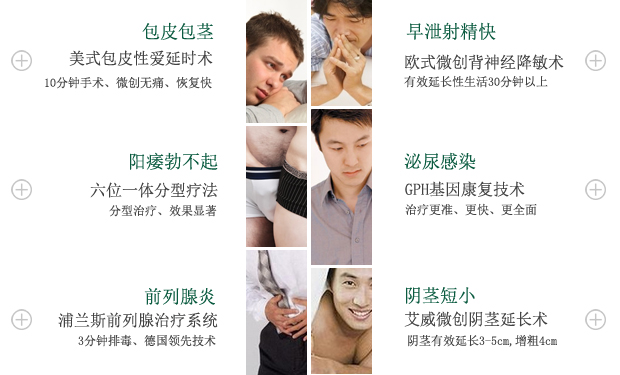 包皮包茎
美式包皮性爱延时术
10分钟手术、微创无痛、恢复快
早泄射精快
欧式微创背神经降敏术
有效延长性生活30分钟以上
阳痿勃不起
六位一体分型疗法
分型治疗、效果显著
泌尿感染
GPH基因康复技术
治疗更准、更快、更全面
前列腺炎
浦兰斯前列腺治疗系统
3分钟排毒、德国领先技术
阴茎短小
艾威微创阴茎延长术
阴茎有效延长3-5cm,增粗4cm